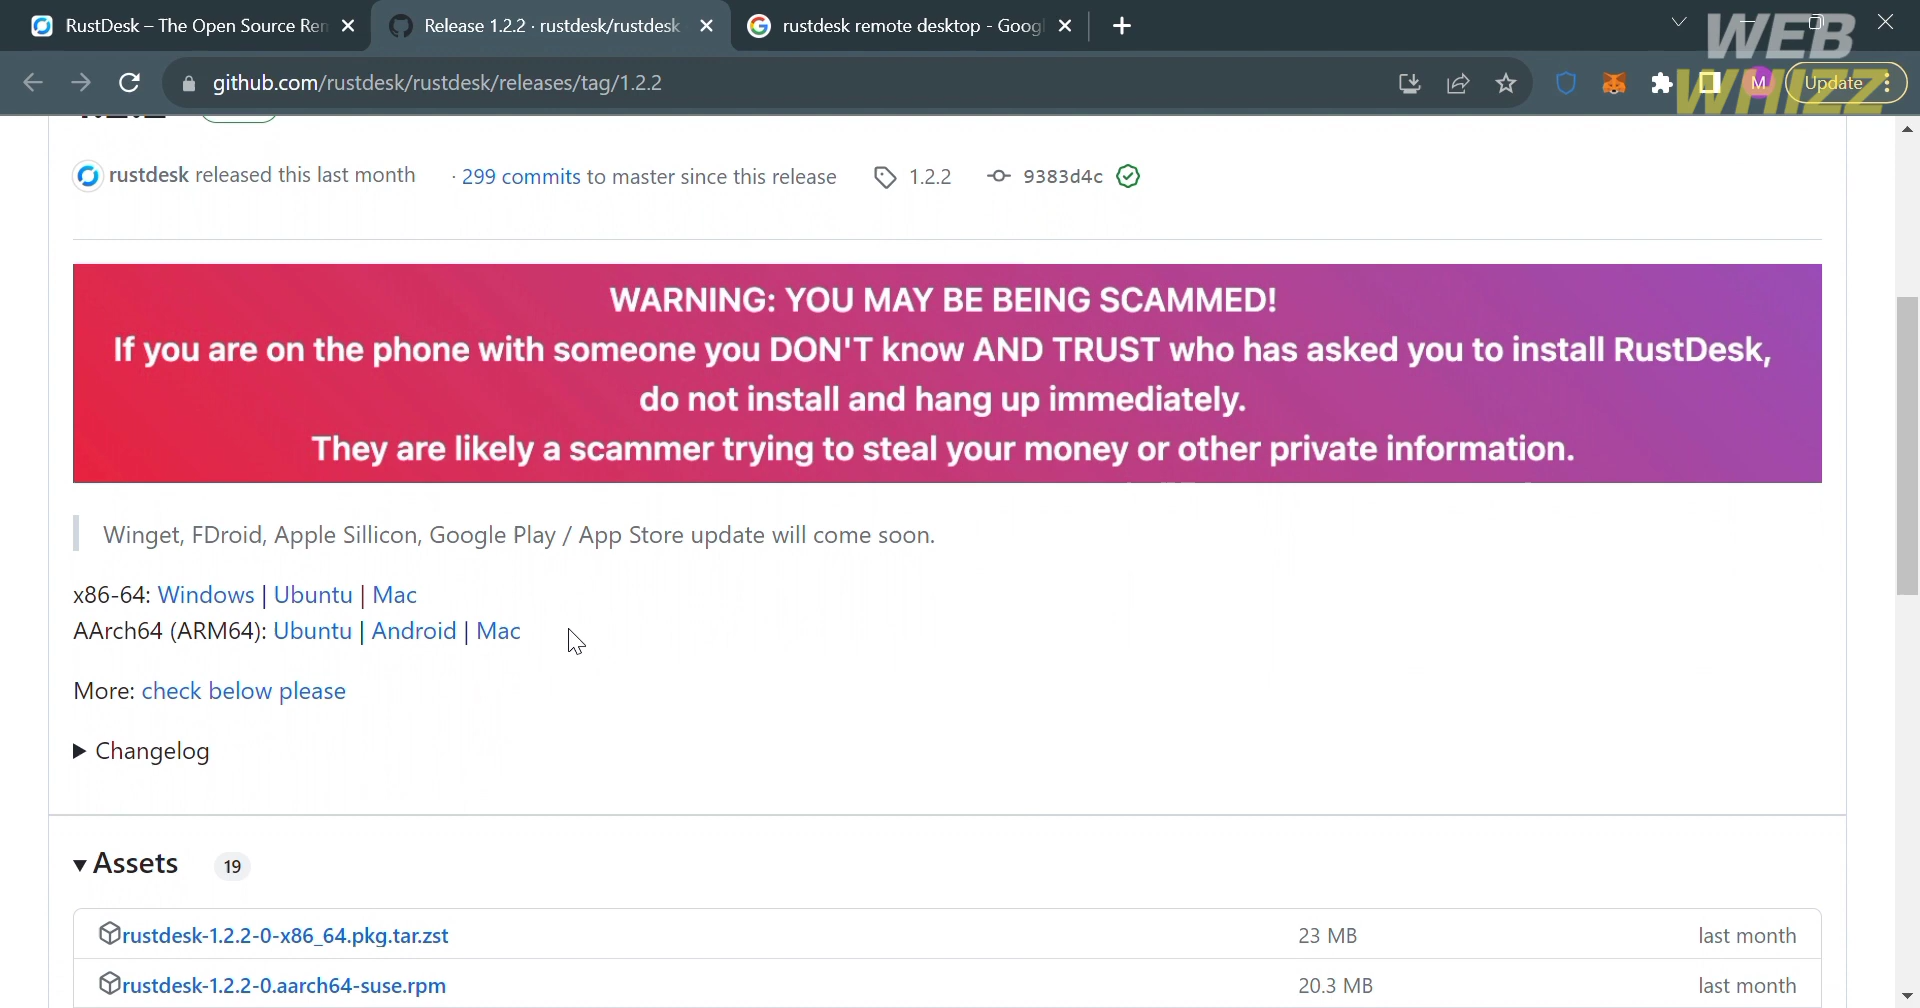 RustDesk – The Open Source Ren
Release 1.2.2 · rustdesk/rustdesk
rustdesk remote desktop - Googl
WEB
WHIZZ
github.com/rustdesk/rustdesk/releases/tag/1.2.2
M
Update
rustdesk released this last month · 299 commits to master since this release 1.2.2 9383d4c
WARNING: YOU MAY BE BEING SCAMMED!
If you are on the phone with someone you DON'T know AND TRUST who has asked you to install RustDesk,
do not install and hang up immediately.
They are likely a scammer trying to steal your money or other private information.
Winget, FDroid, Apple Sillicon, Google Play / App Store update will come soon.
x86-64: Windows | Ubuntu | Mac
AArch64 (ARM64): Ubuntu | Android | Mac
More: check below please
Changelog
Assets 19
rustdesk-1.2.2-0-x86_64.pkg.tar.zst 23 MB last month
rustdesk-1.2.2-0.aarch64-suse.rpm 20.3 MB last month